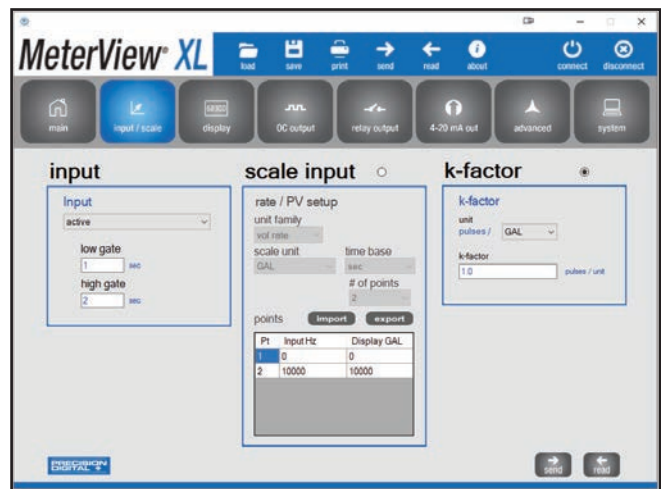 MeterView® XL
load save print send read about connect disconnect
main input / scale display OC output relay output 4-20 mA out advanced system
input
Input
active
low gate
1 sec
high gate
2 sec
scale input
rate / PV setup
unit family
vol rate
scale unit time base
GAL sec
# of points
2
points import export
Pt Input Hz Display GAL
1 0 0
2 10000 10000
k-factor
k-factor
unit
pulses / GAL
k-factor
1.0 pulses / unit
PRECISION
DIGITAL
send read